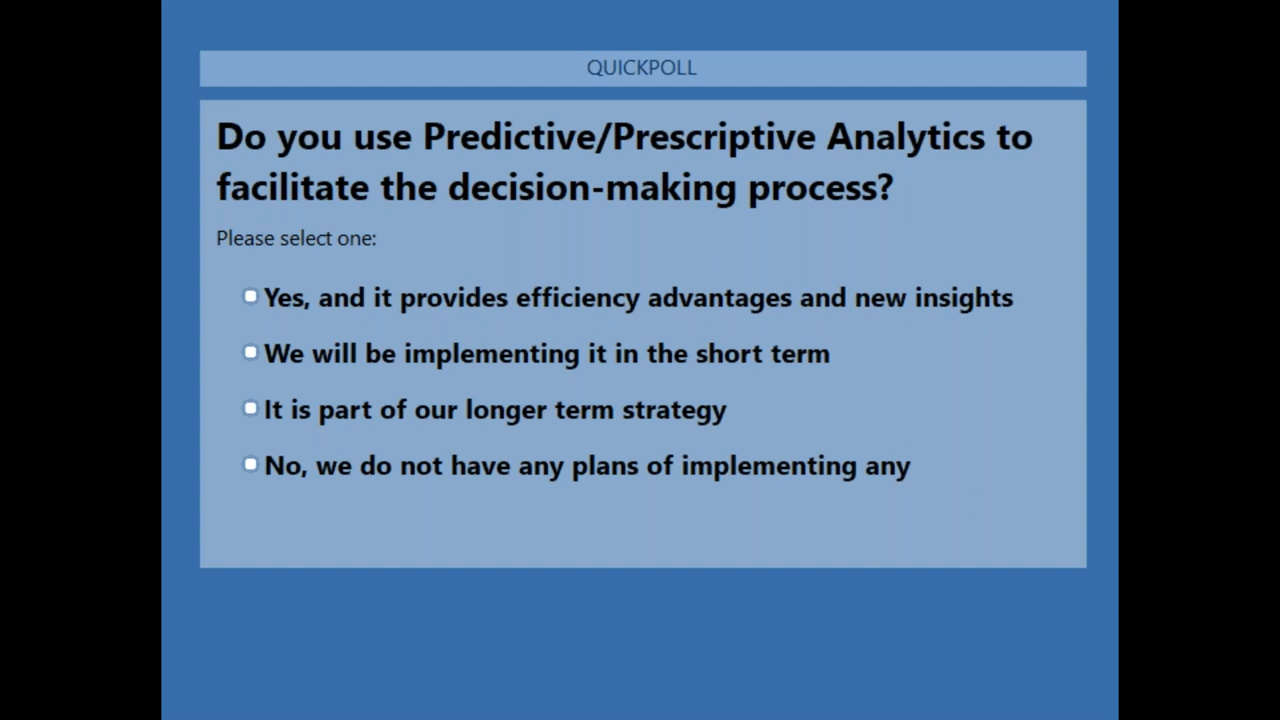 QUICKPOLL
Do you use Predictive/Prescriptive Analytics to
facilitate the decision-making process?
Please select one:
Yes, and it provides efficiency advantages and new insights
We will be implementing it in the short term
It is part of our longer term strategy
No, we do not have any plans of implementing any